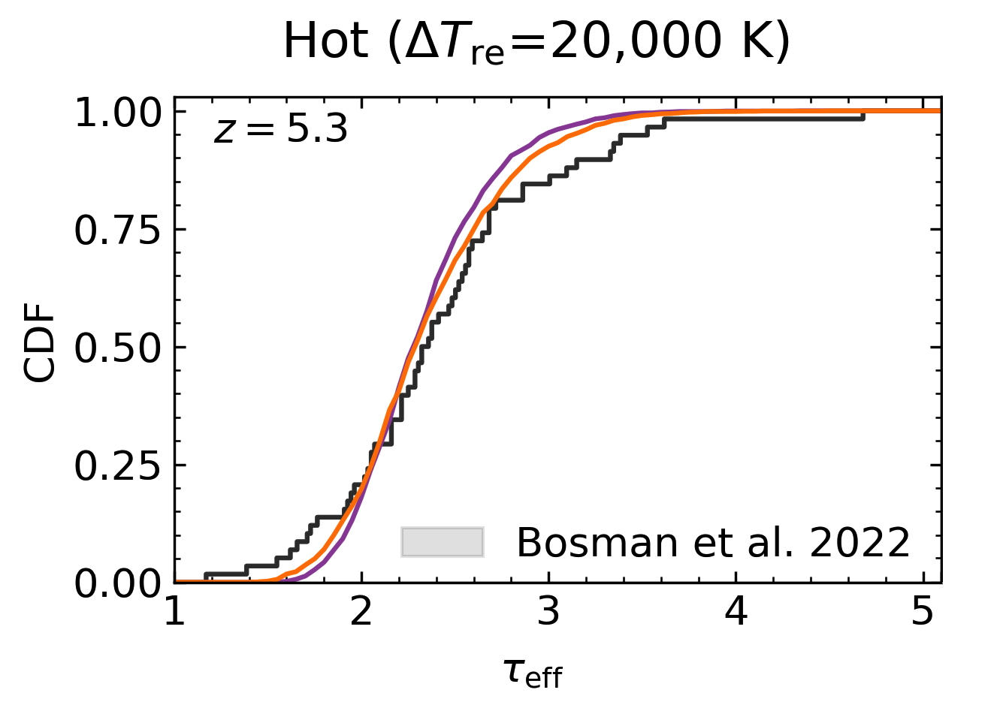 Hot (ΔT_re=20,000 K)
z = 5.3
1.00
0.75
0.50
0.25
0.00
CDF
Bosman et al. 2022
1 2 3 4 5
τ_eff